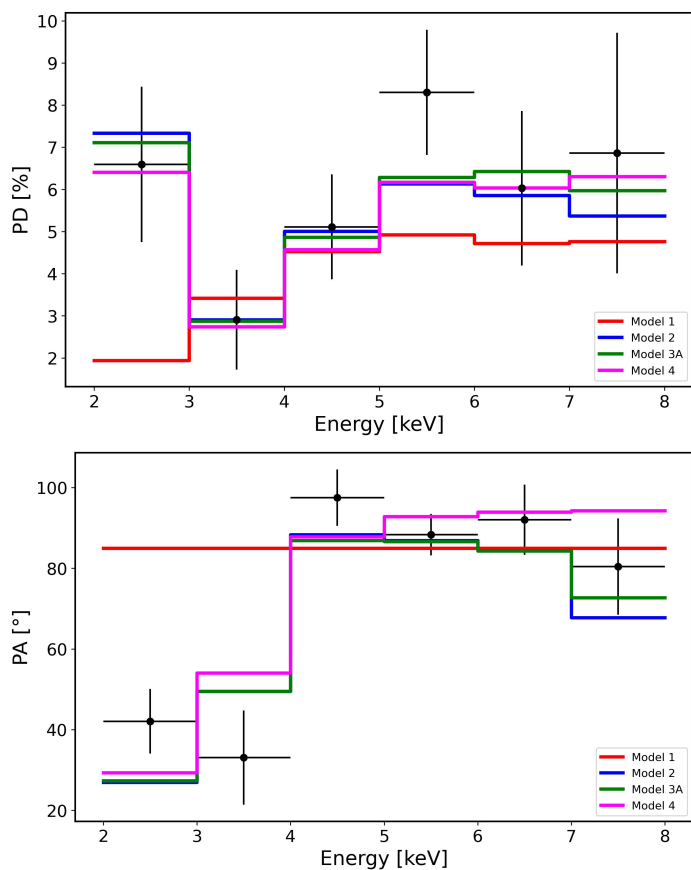 10
9
8
7
6
5
4
3
2
PD [%]
Model 1
Model 2
Model 3A
Model 4
2 3 4 5 6 7 8
Energy [keV]
100
80
60
40
20
PA [°]
Model 1
Model 2
Model 3A
Model 4
2 3 4 5 6 7 8
Energy [keV]